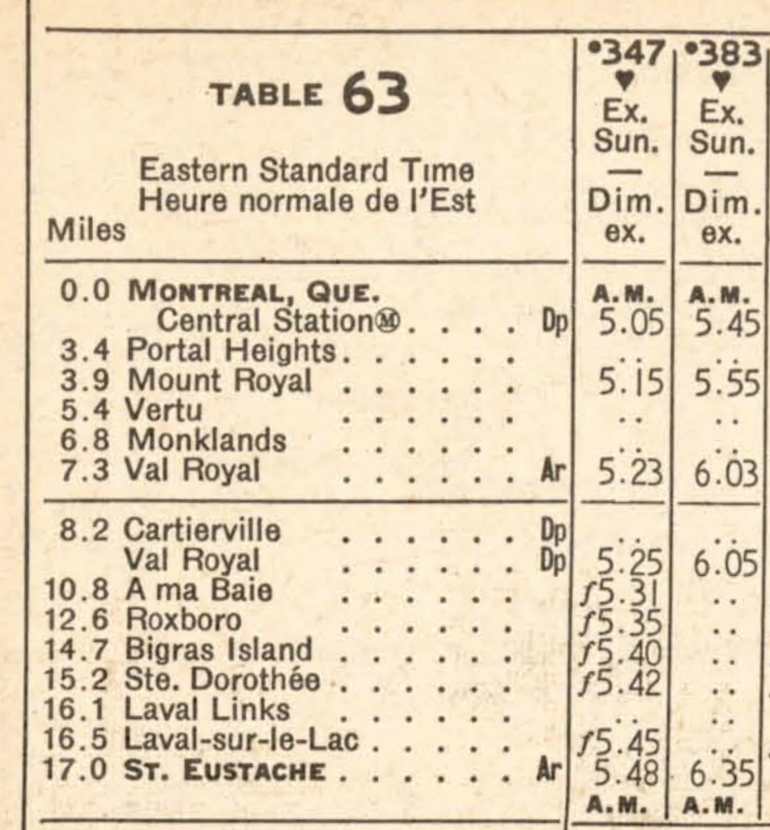 TABLE 63
•347 •383
♥ ♥
Ex. Ex.
Sun. Sun.
— —
Eastern Standard Time
Heure normale de l'Est Dim. Dim.
Miles ex. ex.
0.0 MONTREAL, QUE. A.M. A.M.
Central StationⓂ. . . . Dp 5.05 5.45
3.4 Portal Heights. . . . . . .. ..
3.9 Mount Royal . . . . . . 5.15 5.55
5.4 Vertu . . . . . . .. ..
6.8 Monklands . . . . . . .. ..
7.3 Val Royal . . . . . . Ar 5.23 6.03
8.2 Cartierville . . . . . . Dp .. ..
Val Royal . . . . . . Dp 5.25 6.05
10.8 A ma Baie . . . . . . f5.31 ..
12.6 Roxboro . . . . . . f5.35 ..
14.7 Bigras Island . . . . . . f5.40 ..
15.2 Ste. Dorothée . . . . . . f5.42 ..
16.1 Laval Links . . . . . . .. ..
16.5 Laval-sur-le-Lac . . . . . f5.45 ..
17.0 ST. EUSTACHE . . . . . . Ar 5.48 6.35
A.M. A.M.